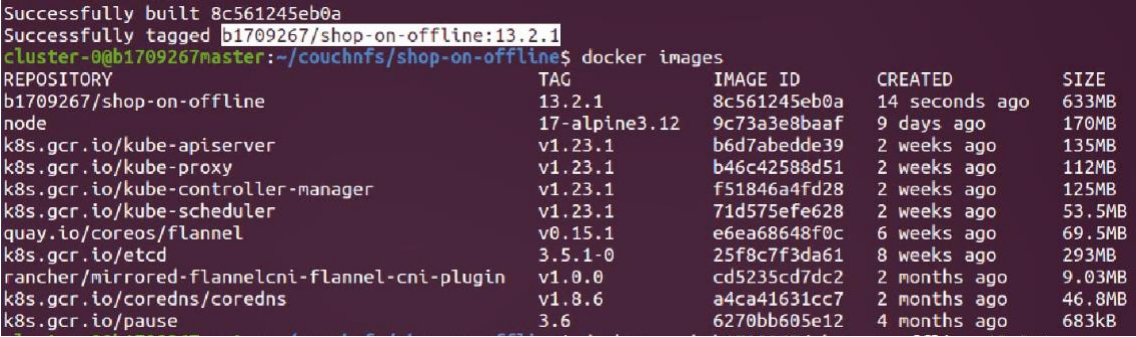 Successfully built 8c561245eb0a
Successfully tagged b1709267/shop-on-offline:13.2.1
cluster-0@b1709267master:~/couchnfs/shop-on-offline$ docker images
REPOSITORY TAG IMAGE ID CREATED SIZE
b1709267/shop-on-offline 13.2.1 8c561245eb0a 14 seconds ago 633MB
node 17-alpine3.12 9c73a3e8baaf 9 days ago 170MB
k8s.gcr.io/kube-apiserver v1.23.1 b6d7abedde39 2 weeks ago 135MB
k8s.gcr.io/kube-proxy v1.23.1 b46c42588d51 2 weeks ago 112MB
k8s.gcr.io/kube-controller-manager v1.23.1 f51846a4fd28 2 weeks ago 125MB
k8s.gcr.io/kube-scheduler v1.23.1 71d575efe628 2 weeks ago 53.5MB
quay.io/coreos/flannel v0.15.1 e6ea68648f0c 6 weeks ago 69.5MB
k8s.gcr.io/etcd 3.5.1-0 25f8c7f3da61 8 weeks ago 293MB
rancher/mirrored-flannelcni-flannel-cni-plugin v1.0.0 cd5235cd7dc2 2 months ago 9.03MB
k8s.gcr.io/coredns/coredns v1.8.6 a4ca41631cc7 2 months ago 46.8MB
k8s.gcr.io/pause 3.6 6270bb605e12 4 months ago 683kB